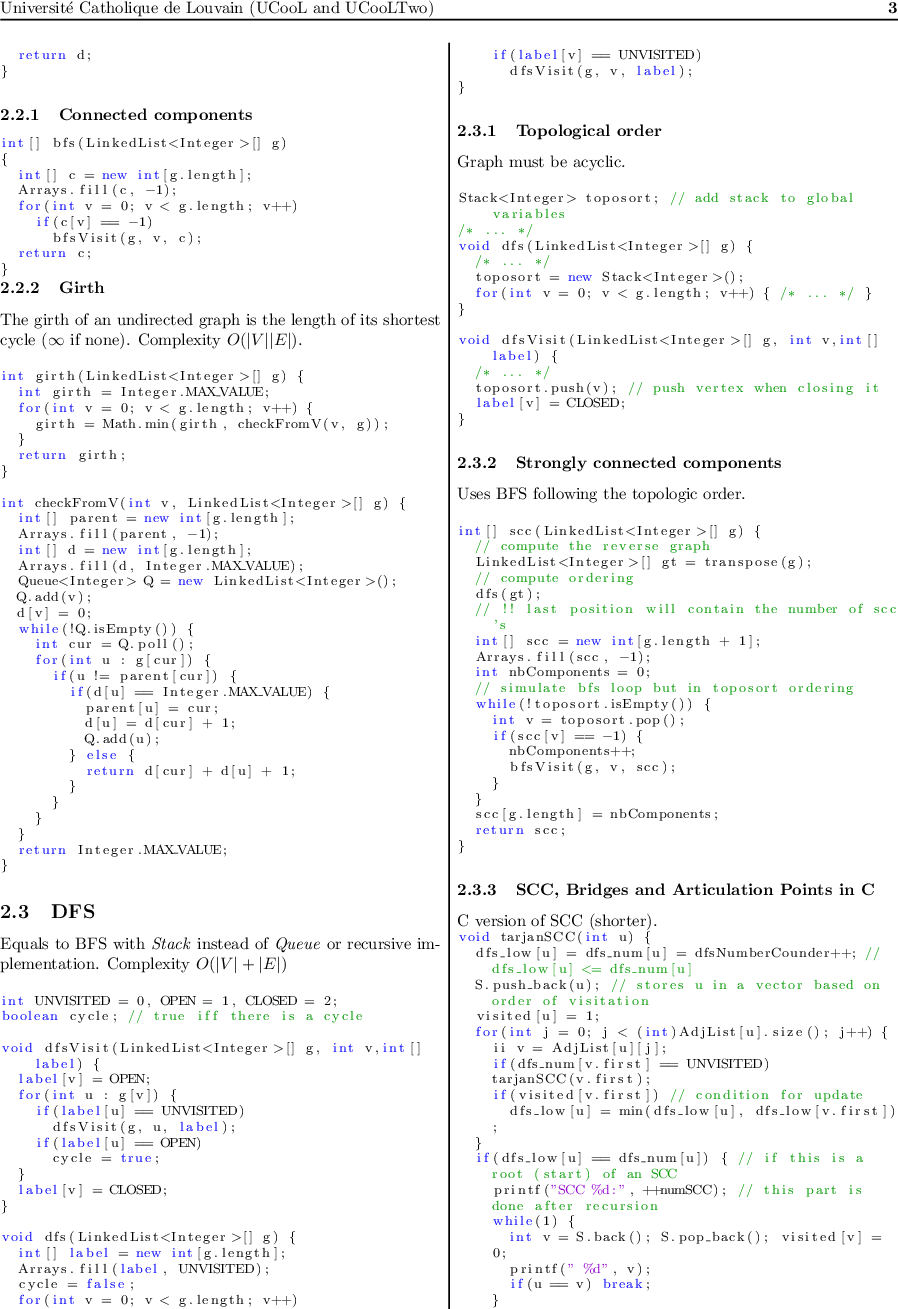 Université Catholique de Louvain (UCooL and UCooLTwo) 3
return d;
}
2.2.1 Connected components
int[] bfs(LinkedList<Integer>[] g)
{
int[] c = new int[g.length];
Arrays.fill(c, −1);
for(int v = 0; v < g.length; v++)
if(c[v] == −1)
bfsVisit(g, v, c);
return c;
}
2.2.2 Girth
The girth of an undirected graph is the length of its shortest
cycle (∞ if none). Complexity O(|V||E|).
int girth(LinkedList<Integer>[] g) {
int girth = Integer.MAX_VALUE;
for(int v = 0; v < g.length; v++) {
girth = Math.min(girth, checkFromV(v, g));
}
return girth;
}
int checkFromV(int v, LinkedList<Integer>[] g) {
int[] parent = new int[g.length];
Arrays.fill(parent, −1);
int[] d = new int[g.length];
Arrays.fill(d, Integer.MAX_VALUE);
Queue<Integer> Q = new LinkedList<Integer>();
Q.add(v);
d[v] = 0;
while(!Q.isEmpty()) {
int cur = Q.poll();
for(int u : g[cur]) {
if(u != parent[cur]) {
if(d[u] == Integer.MAX_VALUE) {
parent[u] = cur;
d[u] = d[cur] + 1;
Q.add(u);
} else {
return d[cur] + d[u] + 1;
}
}
}
}
return Integer.MAX_VALUE;
}
2.3 DFS
Equals to BFS with Stack instead of Queue or recursive im-
plementation. Complexity O(|V| + |E|)
int UNVISITED = 0, OPEN = 1, CLOSED = 2;
boolean cycle; // true iff there is a cycle
void dfsVisit(LinkedList<Integer>[] g, int v,int[]
label) {
label[v] = OPEN;
for(int u : g[v]) {
if(label[u] == UNVISITED)
dfsVisit(g, u, label);
if(label[u] == OPEN)
cycle = true;
}
label[v] = CLOSED;
}
void dfs(LinkedList<Integer>[] g) {
int[] label = new int[g.length];
Arrays.fill(label, UNVISITED);
cycle = false;
for(int v = 0; v < g.length; v++)
if(label[v] == UNVISITED)
dfsVisit(g, v, label);
}
2.3.1 Topological order
Graph must be acyclic.
Stack<Integer> toposort; // add stack to global
variables
/* ... */
void dfs(LinkedList<Integer>[] g) {
/* ... */
toposort = new Stack<Integer>();
for(int v = 0; v < g.length; v++) { /* ... */ }
}
void dfsVisit(LinkedList<Integer>[] g, int v,int[]
label) {
/* ... */
toposort.push(v); // push vertex when closing it
label[v] = CLOSED;
}
2.3.2 Strongly connected components
Uses BFS following the topologic order.
int[] scc(LinkedList<Integer>[] g) {
// compute the reverse graph
LinkedList<Integer>[] gt = transpose(g);
// compute ordering
dfs(gt);
// !! last position will contain the number of scc
's
int[] scc = new int[g.length + 1];
Arrays.fill(scc, −1);
int nbComponents = 0;
// simulate bfs loop but in toposort ordering
while(!toposort.isEmpty()) {
int v = toposort.pop();
if(scc[v] == −1) {
nbComponents++;
bfsVisit(g, v, scc);
}
}
scc[g.length] = nbComponents;
return scc;
}
2.3.3 SCC, Bridges and Articulation Points in C
C version of SCC (shorter).
void tarjanSCC(int u) {
dfs_low[u] = dfs_num[u] = dfsNumberCounder++; //
dfs_low[u] <= dfs_num[u]
S.push_back(u); // stores u in a vector based on
order of visitation
visited[u] = 1;
for(int j = 0; j < (int)AdjList[u].size(); j++) {
ii v = AdjList[u][j];
if(dfs_num[v.first] == UNVISITED)
tarjanSCC(v.first);
if(visited[v.first]) // condition for update
dfs_low[u] = min(dfs_low[u], dfs_low[v.first])
;
}
if(dfs_low[u] == dfs_num[u]) { // if this is a
root (start) of an SCC
printf("SCC %d:", ++numSCC); // this part is
done after recursion
while(1) {
int v = S.back(); S.pop_back(); visited[v] =
0;
printf(" %d", v);
if(u == v) break;
}